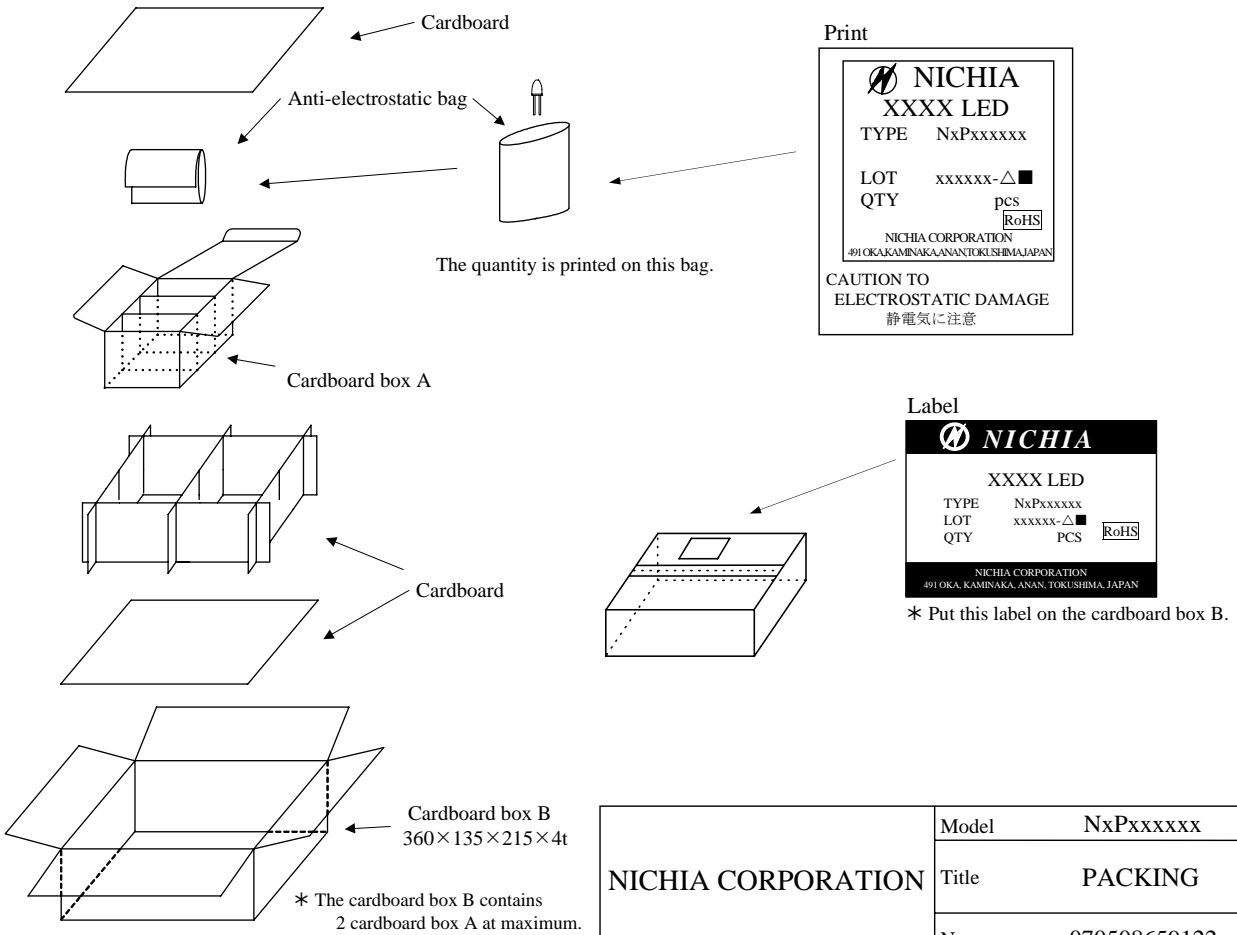 Cardboard
Anti-electrostatic bag
The quantity is printed on this bag.
Cardboard box A
Cardboard
Cardboard box B
360×135×215×4t
* The cardboard box B contains
2 cardboard box A at maximum.
Print
NICHIA
XXXX LED
TYPE NxPxxxxxx
LOT xxxxxx-△■
QTY pcs
RoHS
NICHIA CORPORATION
491 OKA,KAMINAKA,ANAN,TOKUSHIMA,JAPAN
CAUTION TO
ELECTROSTATIC DAMAGE
静電気に注意
Label
NICHIA
XXXX LED
TYPE NxPxxxxxx
LOT xxxxxx-△■
QTY PCS
RoHS
NICHIA CORPORATION
491 OKA, KAMINAKA, ANAN, TOKUSHIMA, JAPAN
* Put this label on the cardboard box B.
NICHIA CORPORATION
Model NxPxxxxxx
Title PACKING